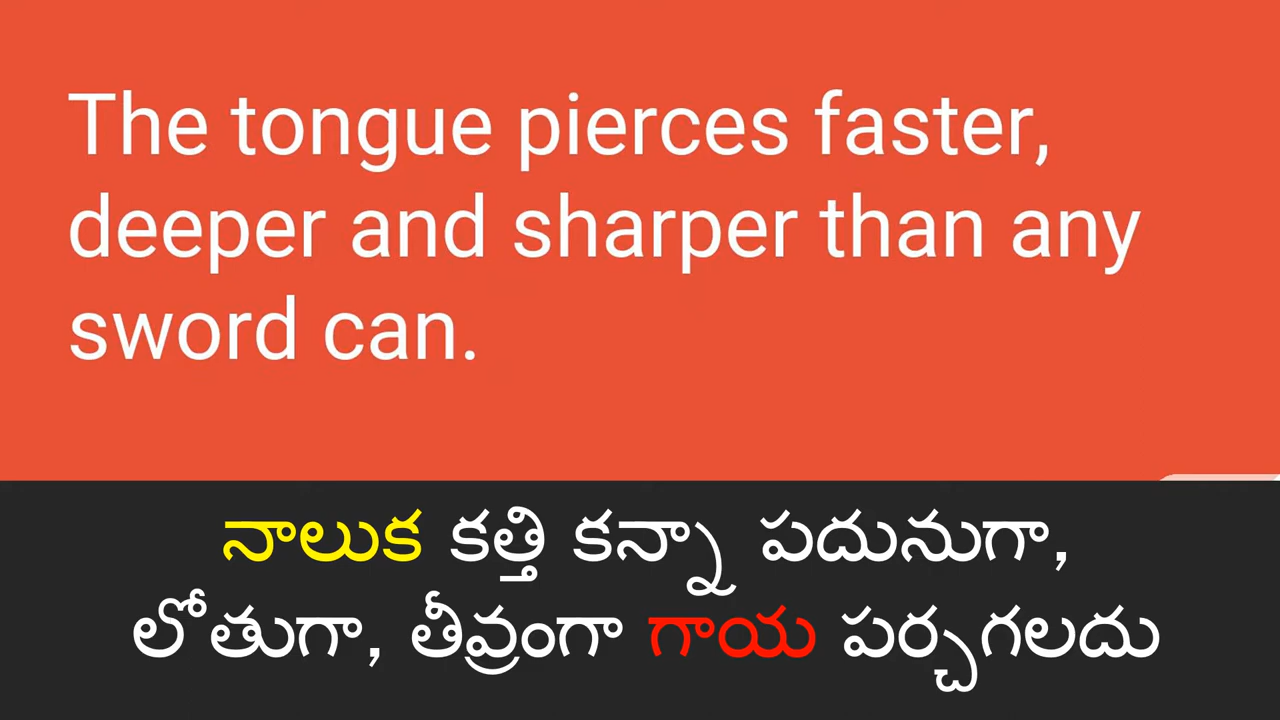 The tongue pierces faster,
deeper and sharper than any
sword can.
నాలుక కత్తి కన్నా పదునుగా,
లోతుగా, తీవ్రంగా గాయ పర్చగలదు